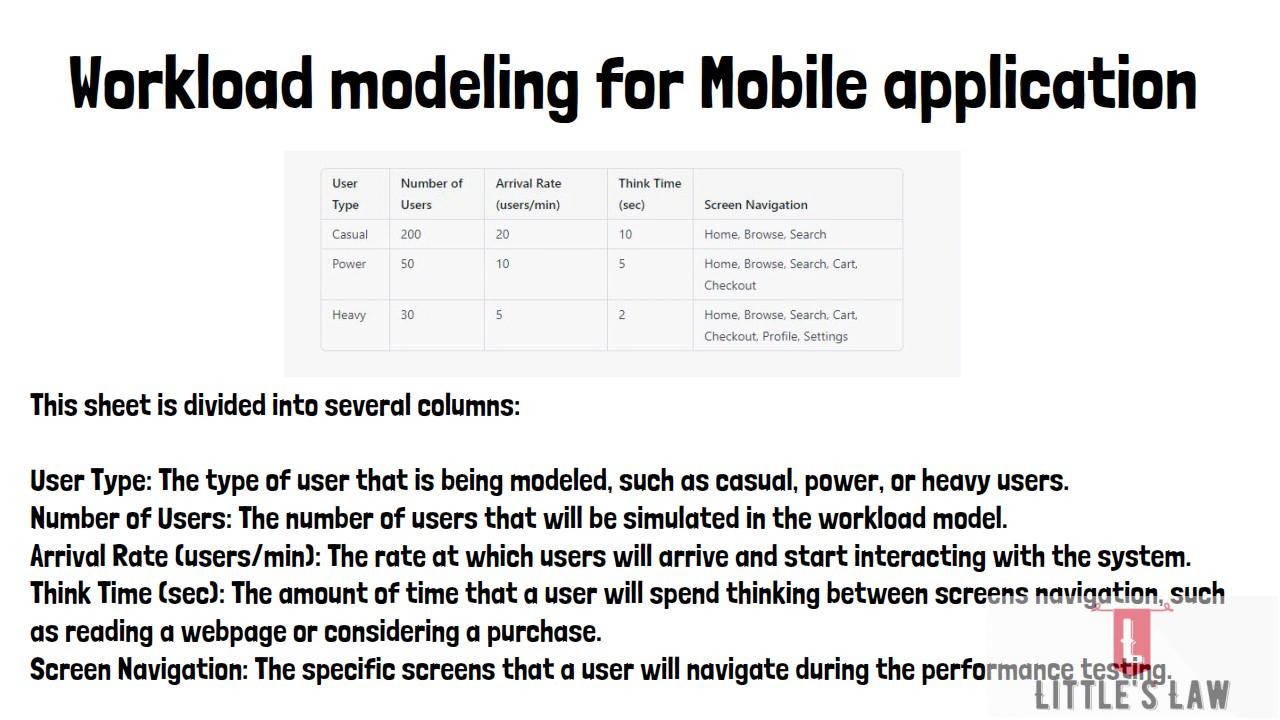 Workload modeling for Mobile application
User Type Number of Users Arrival Rate (users/min) Think Time (sec) Screen Navigation
Casual 200 20 10 Home, Browse, Search
Power 50 10 5 Home, Browse, Search, Cart, Checkout
Heavy 30 5 2 Home, Browse, Search, Cart, Checkout, Profile, Settings
This sheet is divided into several columns:
User Type: The type of user that is being modeled, such as casual, power, or heavy users.
Number of Users: The number of users that will be simulated in the workload model.
Arrival Rate (users/min): The rate at which users will arrive and start interacting with the system.
Think Time (sec): The amount of time that a user will spend thinking between screens navigation, such
as reading a webpage or considering a purchase.
Screen Navigation: The specific screens that a user will navigate during the performance testing.
L
LITTLE'S LAW